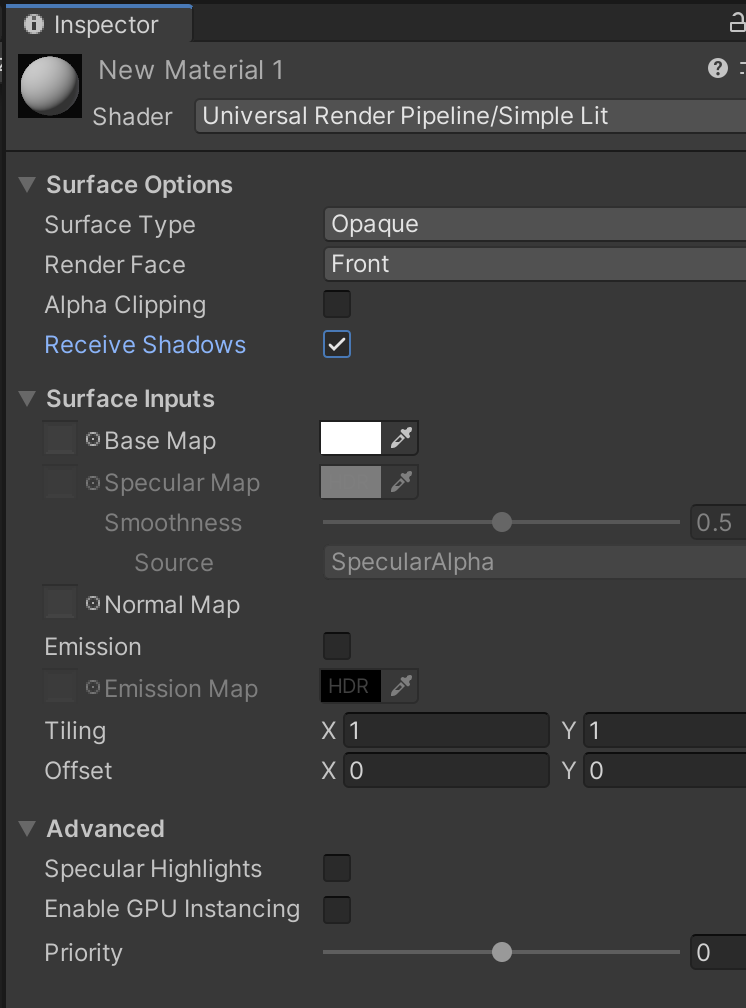 Inspector
New Material 1
Shader Universal Render Pipeline/Simple Lit
Surface Options
Surface Type Opaque
Render Face Front
Alpha Clipping
Receive Shadows
Surface Inputs
Base Map
Specular Map
Smoothness 0.5
Source SpecularAlpha
Normal Map
Emission
Emission Map HDR
Tiling X 1 Y 1
Offset X 0 Y 0
Advanced
Specular Highlights
Enable GPU Instancing
Priority 0